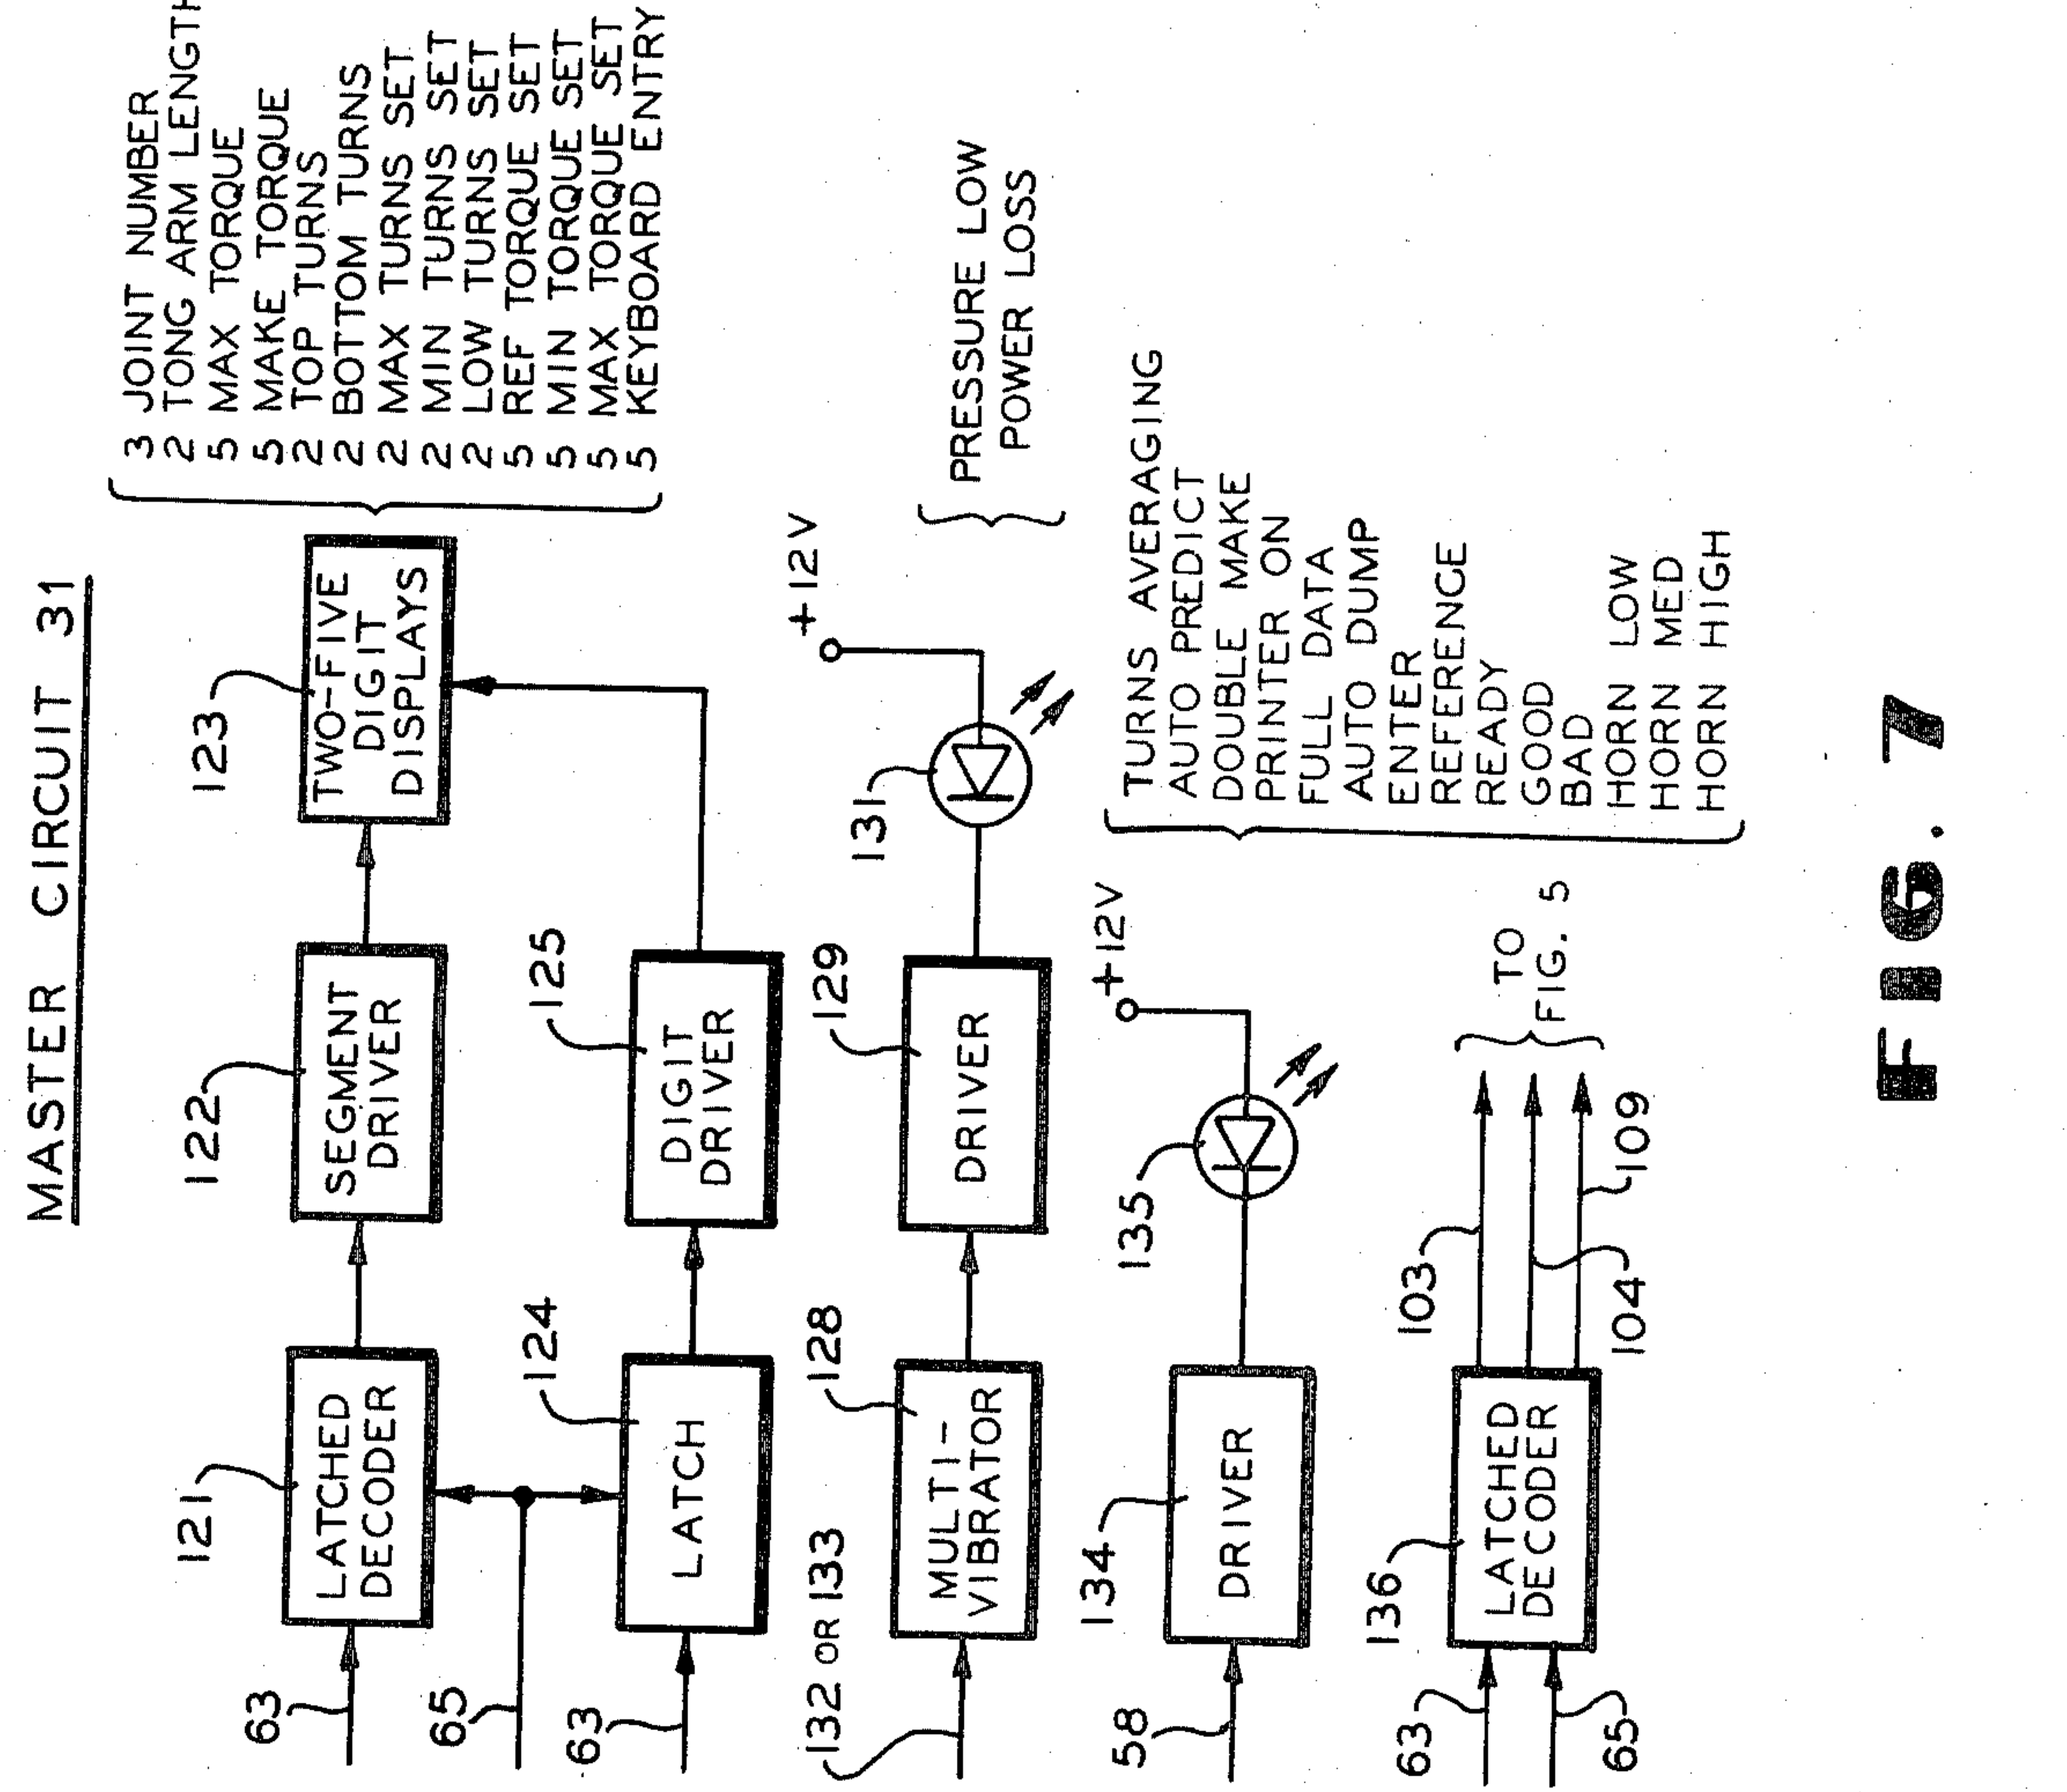 MASTER CIRCUIT 31
63
65
63
121
LATCHED
DECODER
122
SEGMENT
DRIVER
123
TWO-FIVE
DIGIT
DISPLAYS
3 JOINT NUMBER
2 TONG ARM LENGTH
5 MAX TORQUE
5 MAKE TORQUE
2 TOP TURNS
2 BOTTOM TURNS
2 MAX TURNS SET
2 MIN TURNS SET
2 LOW TURNS SET
5 REF TORQUE SET
5 MIN TORQUE SET
5 MAX TORQUE SET
5 KEYBOARD ENTRY
124
LATCH
125
DIGIT
DRIVER
132 OR 133
128
MULTI-
VIBRATOR
129
DRIVER
131
+12V
PRESSURE LOW
POWER LOSS
58
134
DRIVER
135
+12V
TURNS AVERAGING
AUTO PREDICT
DOUBLE MAKE
PRINTER ON
FULL DATA
AUTO DUMP
ENTER
REFERENCE
READY
GOOD
BAD
HORN LOW
HORN MED
HORN HIGH
63
65
136
LATCHED
DECODER
103
104
109
TO
FIG. 5
FIG. 7